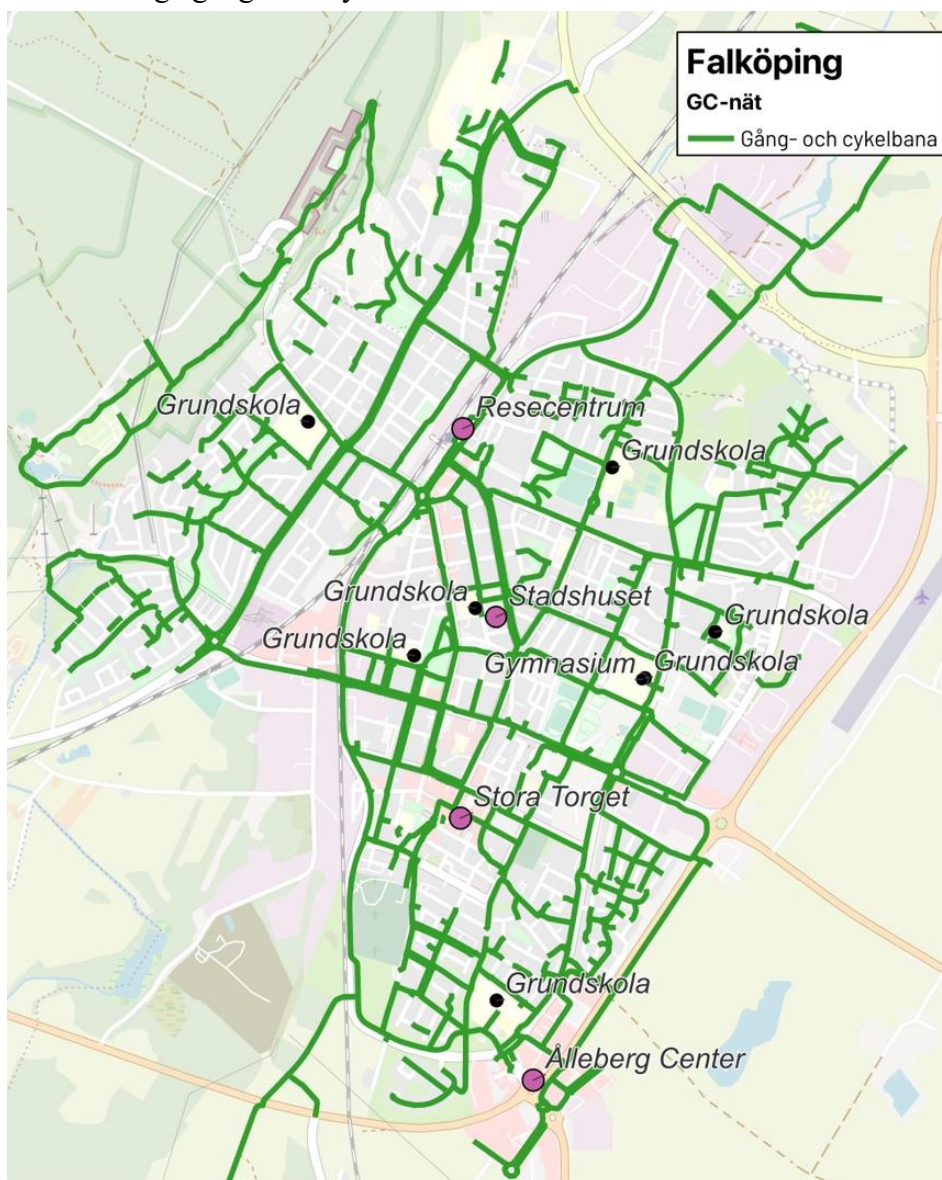 Falköping
GC-nät
Gång- och cykelbana
Grundskola
Resecentrum
Grundskola
Grundskola
Stadshuset
Grundskola
Grundskola
Gymnasium
Grundskola
Stora Torget
Grundskola
Ålleberg Center